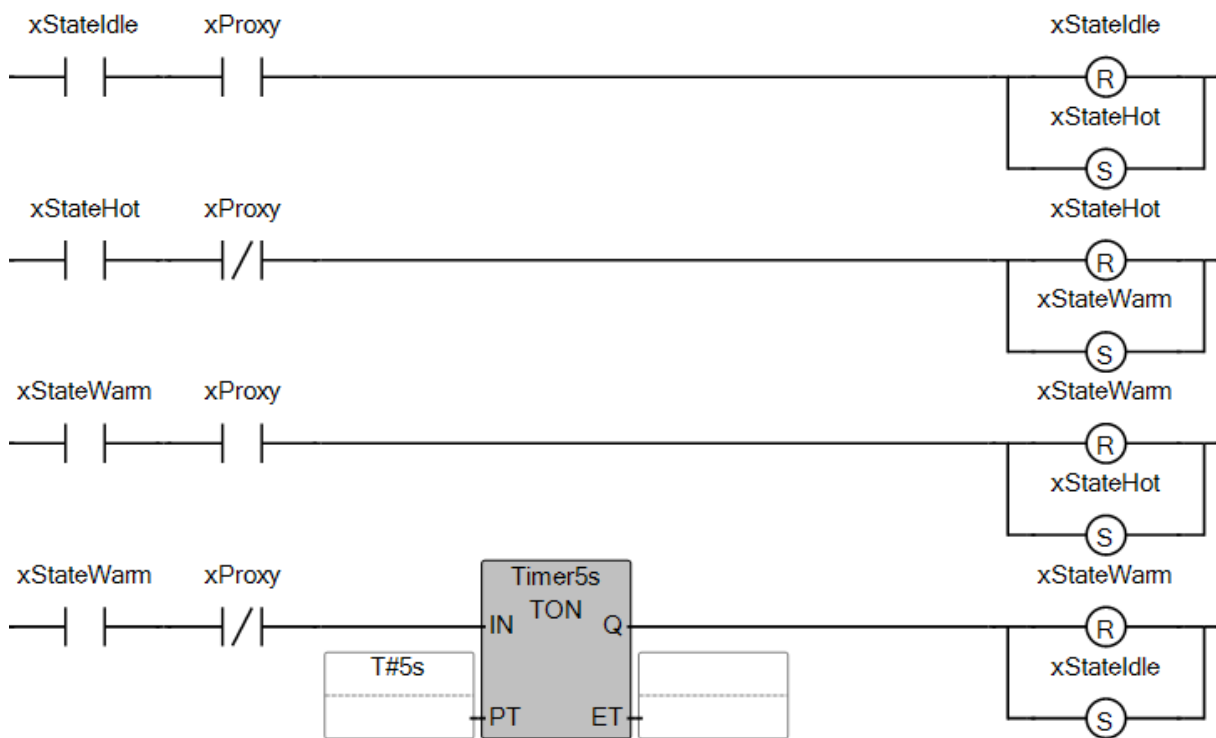 xStateIdle xProxy xStateIdle
R
xStateHot
S
xStateHot xProxy xStateHot
R
xStateWarm
S
xStateWarm xProxy xStateWarm
R
xStateHot
S
xStateWarm xProxy Timer5s xStateWarm
TON
IN Q R
T#5s xStateIdle
PT ET S